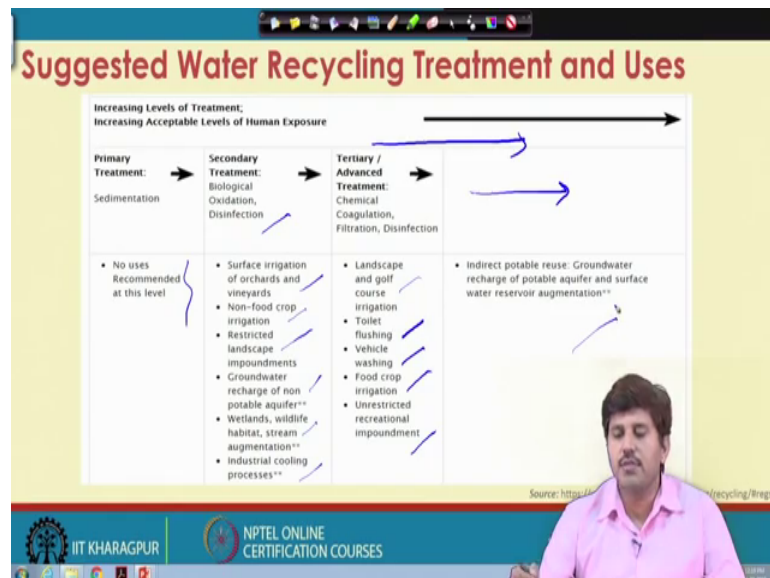 Suggested Water Recycling Treatment and Uses
Increasing Levels of Treatment;
Increasing Acceptable Levels of Human Exposure
Primary
Treatment:
Sedimentation
Secondary
Treatment:
Biological
Oxidation,
Disinfection
Tertiary /
Advanced
Treatment:
Chemical
Coagulation,
Filtration, Disinfection
• No uses
Recommended
at this level
• Surface irrigation
of orchards and
vineyards
• Non-food crop
irrigation
• Restricted
landscape
impoundments
• Groundwater
recharge of non
potable aquifer**
• Wetlands, wildlife
habitat, stream
augmentation**
• Industrial cooling
processes**
• Landscape
and golf
course
irrigation
• Toilet
flushing
• Vehicle
washing
• Food crop
irrigation
• Unrestricted
recreational
impoundment
• Indirect potable reuse: Groundwater
recharge of potable aquifer and surface
water reservoir augmentation**
Source: https:
/recycling/#reg
IIT KHARAGPUR
NPTEL ONLINE
CERTIFICATION COURSES